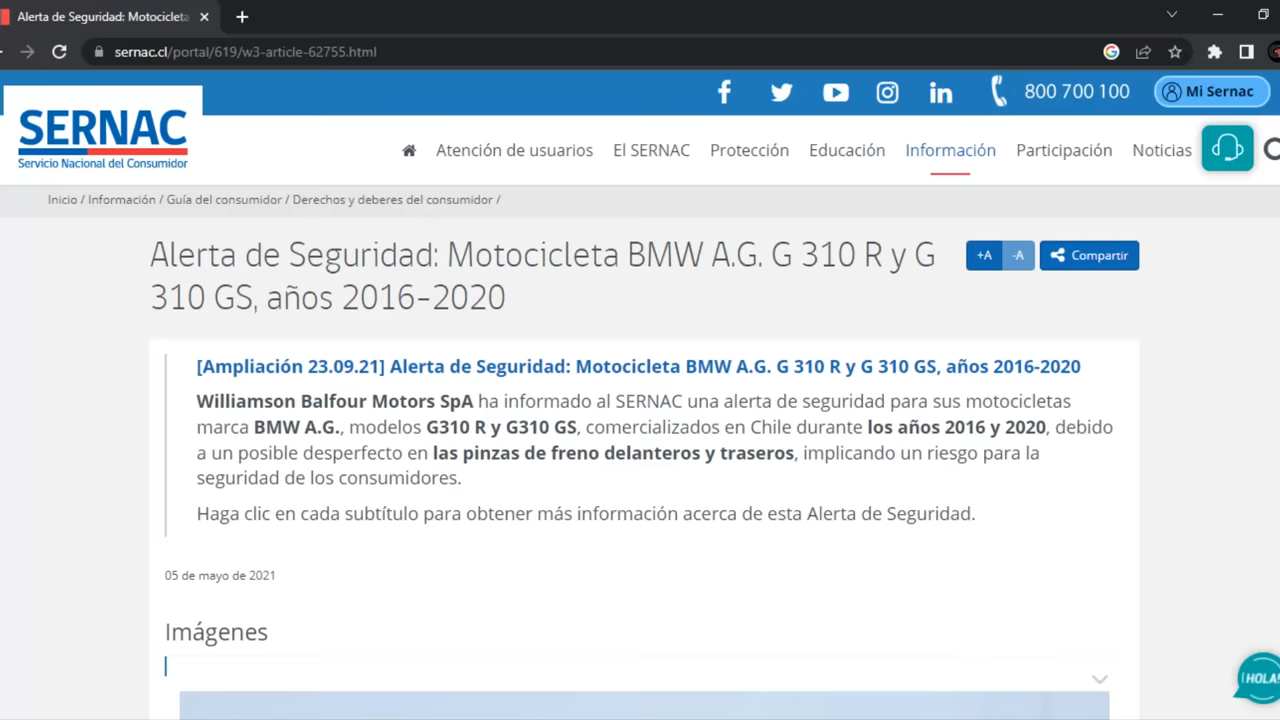 Alerta de Seguridad: Motocicleta
sernac.cl/portal/619/w3-article-62755.html
800 700 100
Mi Sernac
SERNAC
Servicio Nacional del Consumidor
Atención de usuarios El SERNAC Protección Educación Información Participación Noticias
Inicio / Información / Guía del consumidor / Derechos y deberes del consumidor /
Alerta de Seguridad: Motocicleta BMW A.G. G 310 R y G
310 GS, años 2016-2020
+A -A Compartir
[Ampliación 23.09.21] Alerta de Seguridad: Motocicleta BMW A.G. G 310 R y G 310 GS, años 2016-2020
Williamson Balfour Motors SpA ha informado al SERNAC una alerta de seguridad para sus motocicletas
marca BMW A.G., modelos G310 R y G310 GS, comercializados en Chile durante los años 2016 y 2020, debido
a un posible desperfecto en las pinzas de freno delanteros y traseros, implicando un riesgo para la
seguridad de los consumidores.
Haga clic en cada subtítulo para obtener más información acerca de esta Alerta de Seguridad.
05 de mayo de 2021
Imágenes
¡HOLA!